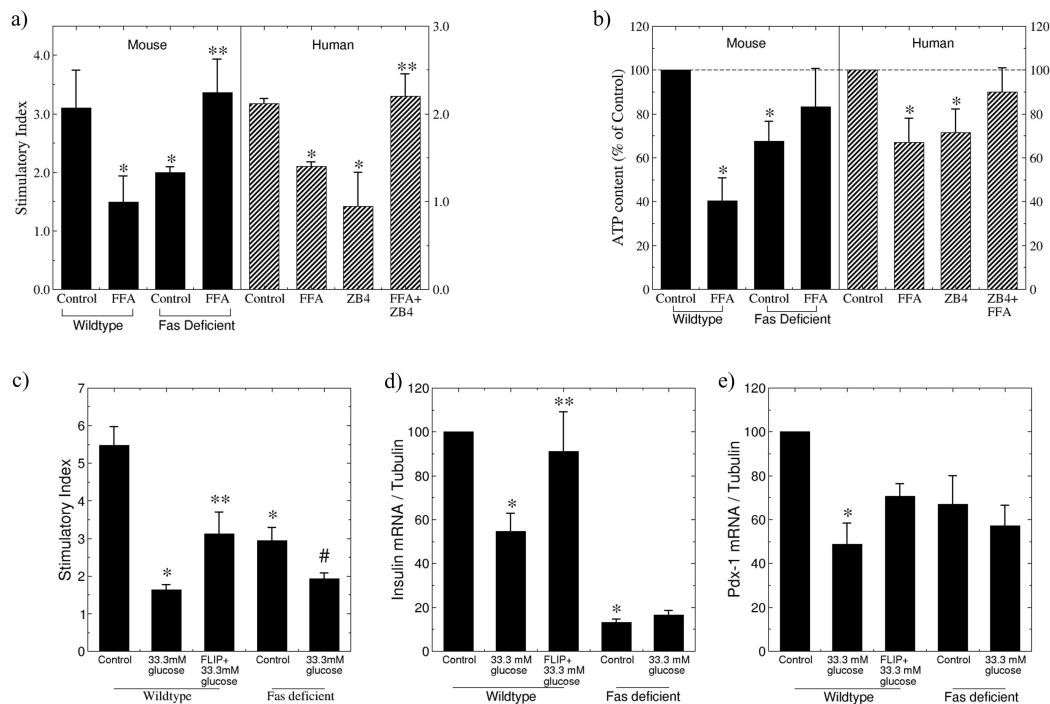 a)
Mouse
Human
Stimulatory Index
4.0
3.0
2.0
1.0
0.0
3.0
2.0
1.0
0.0
*
*
**
*
*
**
Control
FFA
Control
FFA
Control
FFA
ZB4
FFA+
ZB4
Wildtype
Fas Deficient
b)
Mouse
Human
ATP content (% of Control)
120
100
80
60
40
20
0
120
100
80
60
40
20
0
*
*
*
*
Control
FFA
Control
FFA
Control
FFA
ZB4
ZB4+
FFA
Wildtype
Fas Deficient
c)
Stimulatory Index
7
6
5
4
3
2
1
0
*
**
*
#
Control
33.3mM
glucose
FLIP+
33.3mM
glucose
Control
33.3mM
glucose
Wildtype
Fas deficient
d)
Insulin mRNA / Tubulin
120
100
80
60
40
20
0
*
**
*
Control
33.3 mM
glucose
FLIP+
33.3 mM
glucose
Control
33.3 mM
glucose
Wildtype
Fas deficient
e)
Pdx-1 mRNA / Tubulin
120
100
80
60
40
20
0
*
Control
33.3 mM
glucose
FLIP+
33.3 mM
glucose
Control
33.3 mM
glucose
Wildtype
Fas deficient